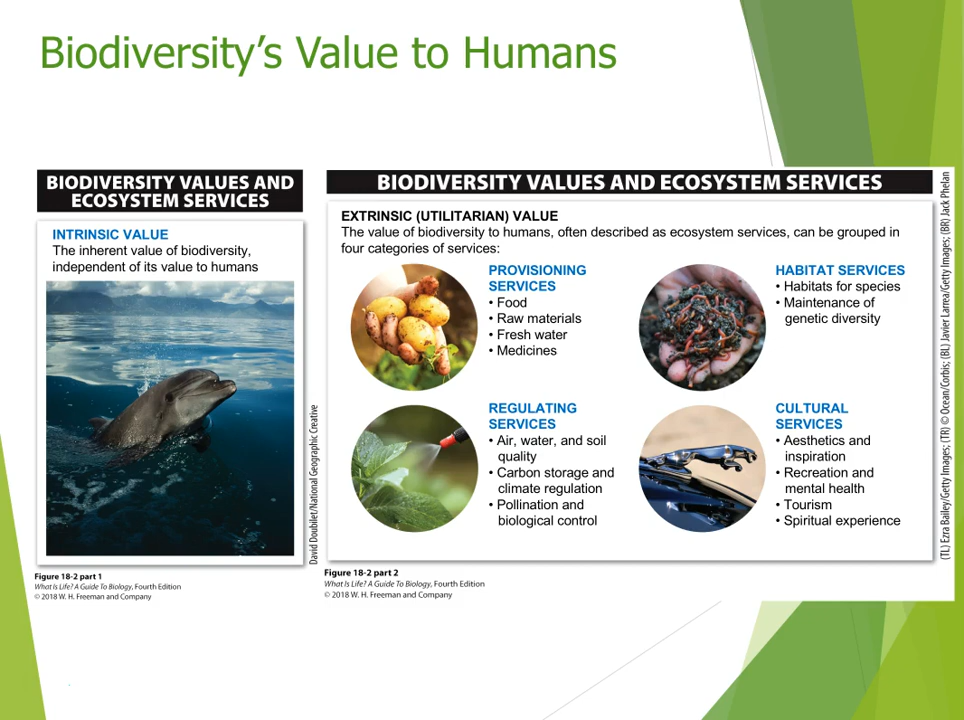 Biodiversity's Value to Humans
BIODIVERSITY VALUES AND
ECOSYSTEM SERVICES
INTRINSIC VALUE
The inherent value of biodiversity,
independent of its value to humans
David Doubilet/National Geographic Creative
Figure 18-2 part 1
What Is Life? A Guide To Biology, Fourth Edition
© 2018 W. H. Freeman and Company
BIODIVERSITY VALUES AND ECOSYSTEM SERVICES
EXTRINSIC (UTILITARIAN) VALUE
The value of biodiversity to humans, often described as ecosystem services, can be grouped in
four categories of services:
PROVISIONING
SERVICES
• Food
• Raw materials
• Fresh water
• Medicines
HABITAT SERVICES
• Habitats for species
• Maintenance of
genetic diversity
REGULATING
SERVICES
• Air, water, and soil
quality
• Carbon storage and
climate regulation
• Pollination and
biological control
CULTURAL
SERVICES
• Aesthetics and
inspiration
• Recreation and
mental health
• Tourism
• Spiritual experience
(TL) Ezra Bailey/Getty Images; (TR) © Ocean/Corbis; (BL) Javier Larrea/Getty Images; (BR) Jack Phelan
Figure 18-2 part 2
What Is Life? A Guide To Biology, Fourth Edition
© 2018 W. H. Freeman and Company